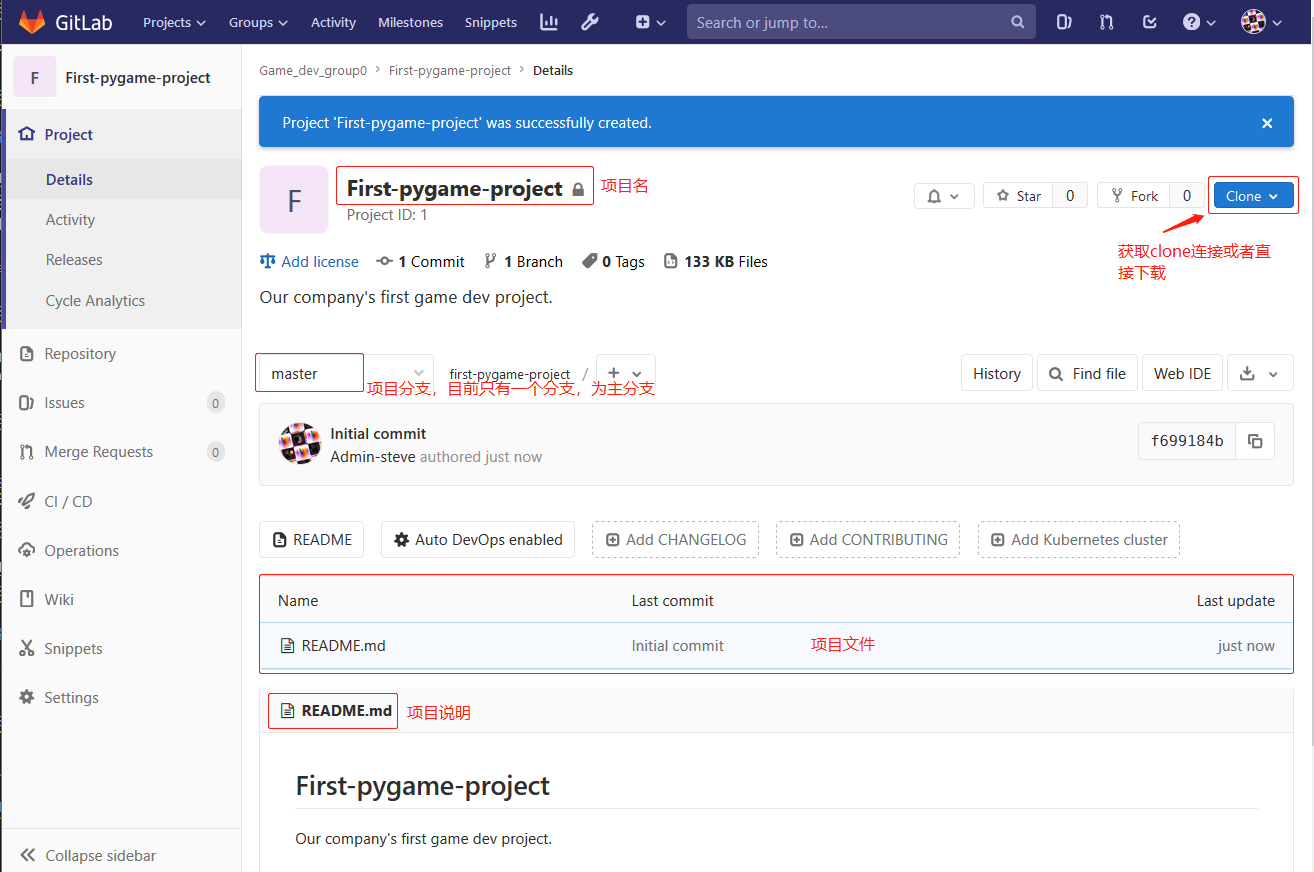 GitLab Projects Groups Activity Milestones Snippets Search or jump to...
F First-pygame-project
Game_dev_group0 > First-pygame-project > Details
Project 'First-pygame-project' was successfully created.
Project
Details
Activity
Releases
Cycle Analytics
Repository
Issues 0
Merge Requests 0
CI / CD
Operations
Wiki
Snippets
Settings
Collapse sidebar
F
First-pygame-project 项目名
Project ID: 1
Star 0 Fork 0 Clone
获取clone连接或者直
接下载
Add license 1 Commit 1 Branch 0 Tags 133 KB Files
Our company's first game dev project.
master first-pygame-project / + History Find file Web IDE
项目分支，目前只有一个分支，为主分支
Initial commit
Admin-steve authored just now
f699184b
README Auto DevOps enabled Add CHANGELOG Add CONTRIBUTING Add Kubernetes cluster
Name Last commit Last update
README.md Initial commit 项目文件 just now
README.md 项目说明
First-pygame-project
Our company's first game dev project.